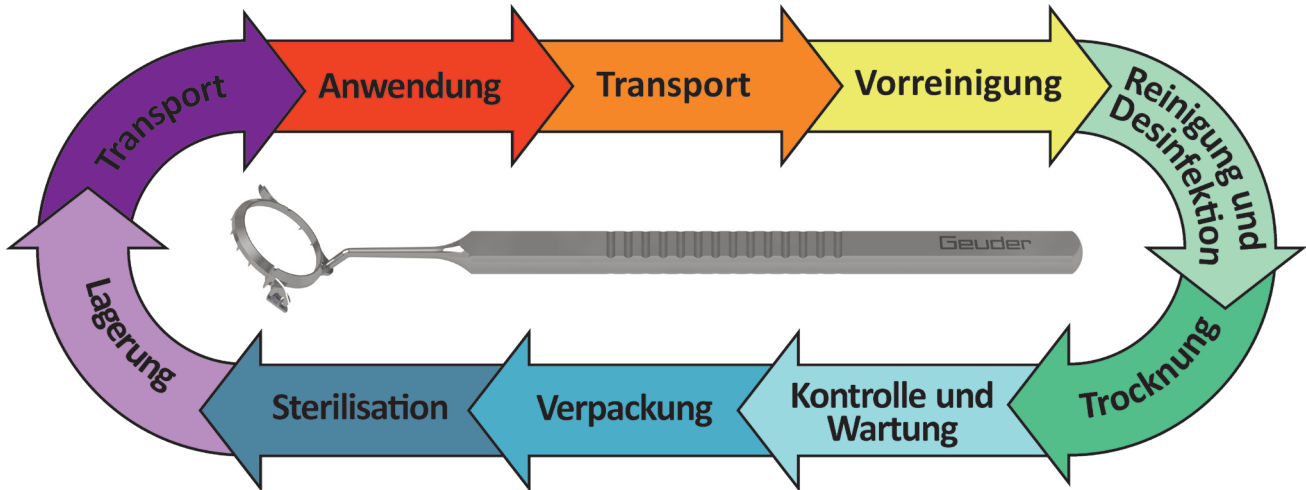 Transport
Anwendung
Transport
Vorreinigung
Reinigung und
Desinfektion
Trocknung
Kontrolle und
Wartung
Verpackung
Sterilisation
Lagerung
Geuder